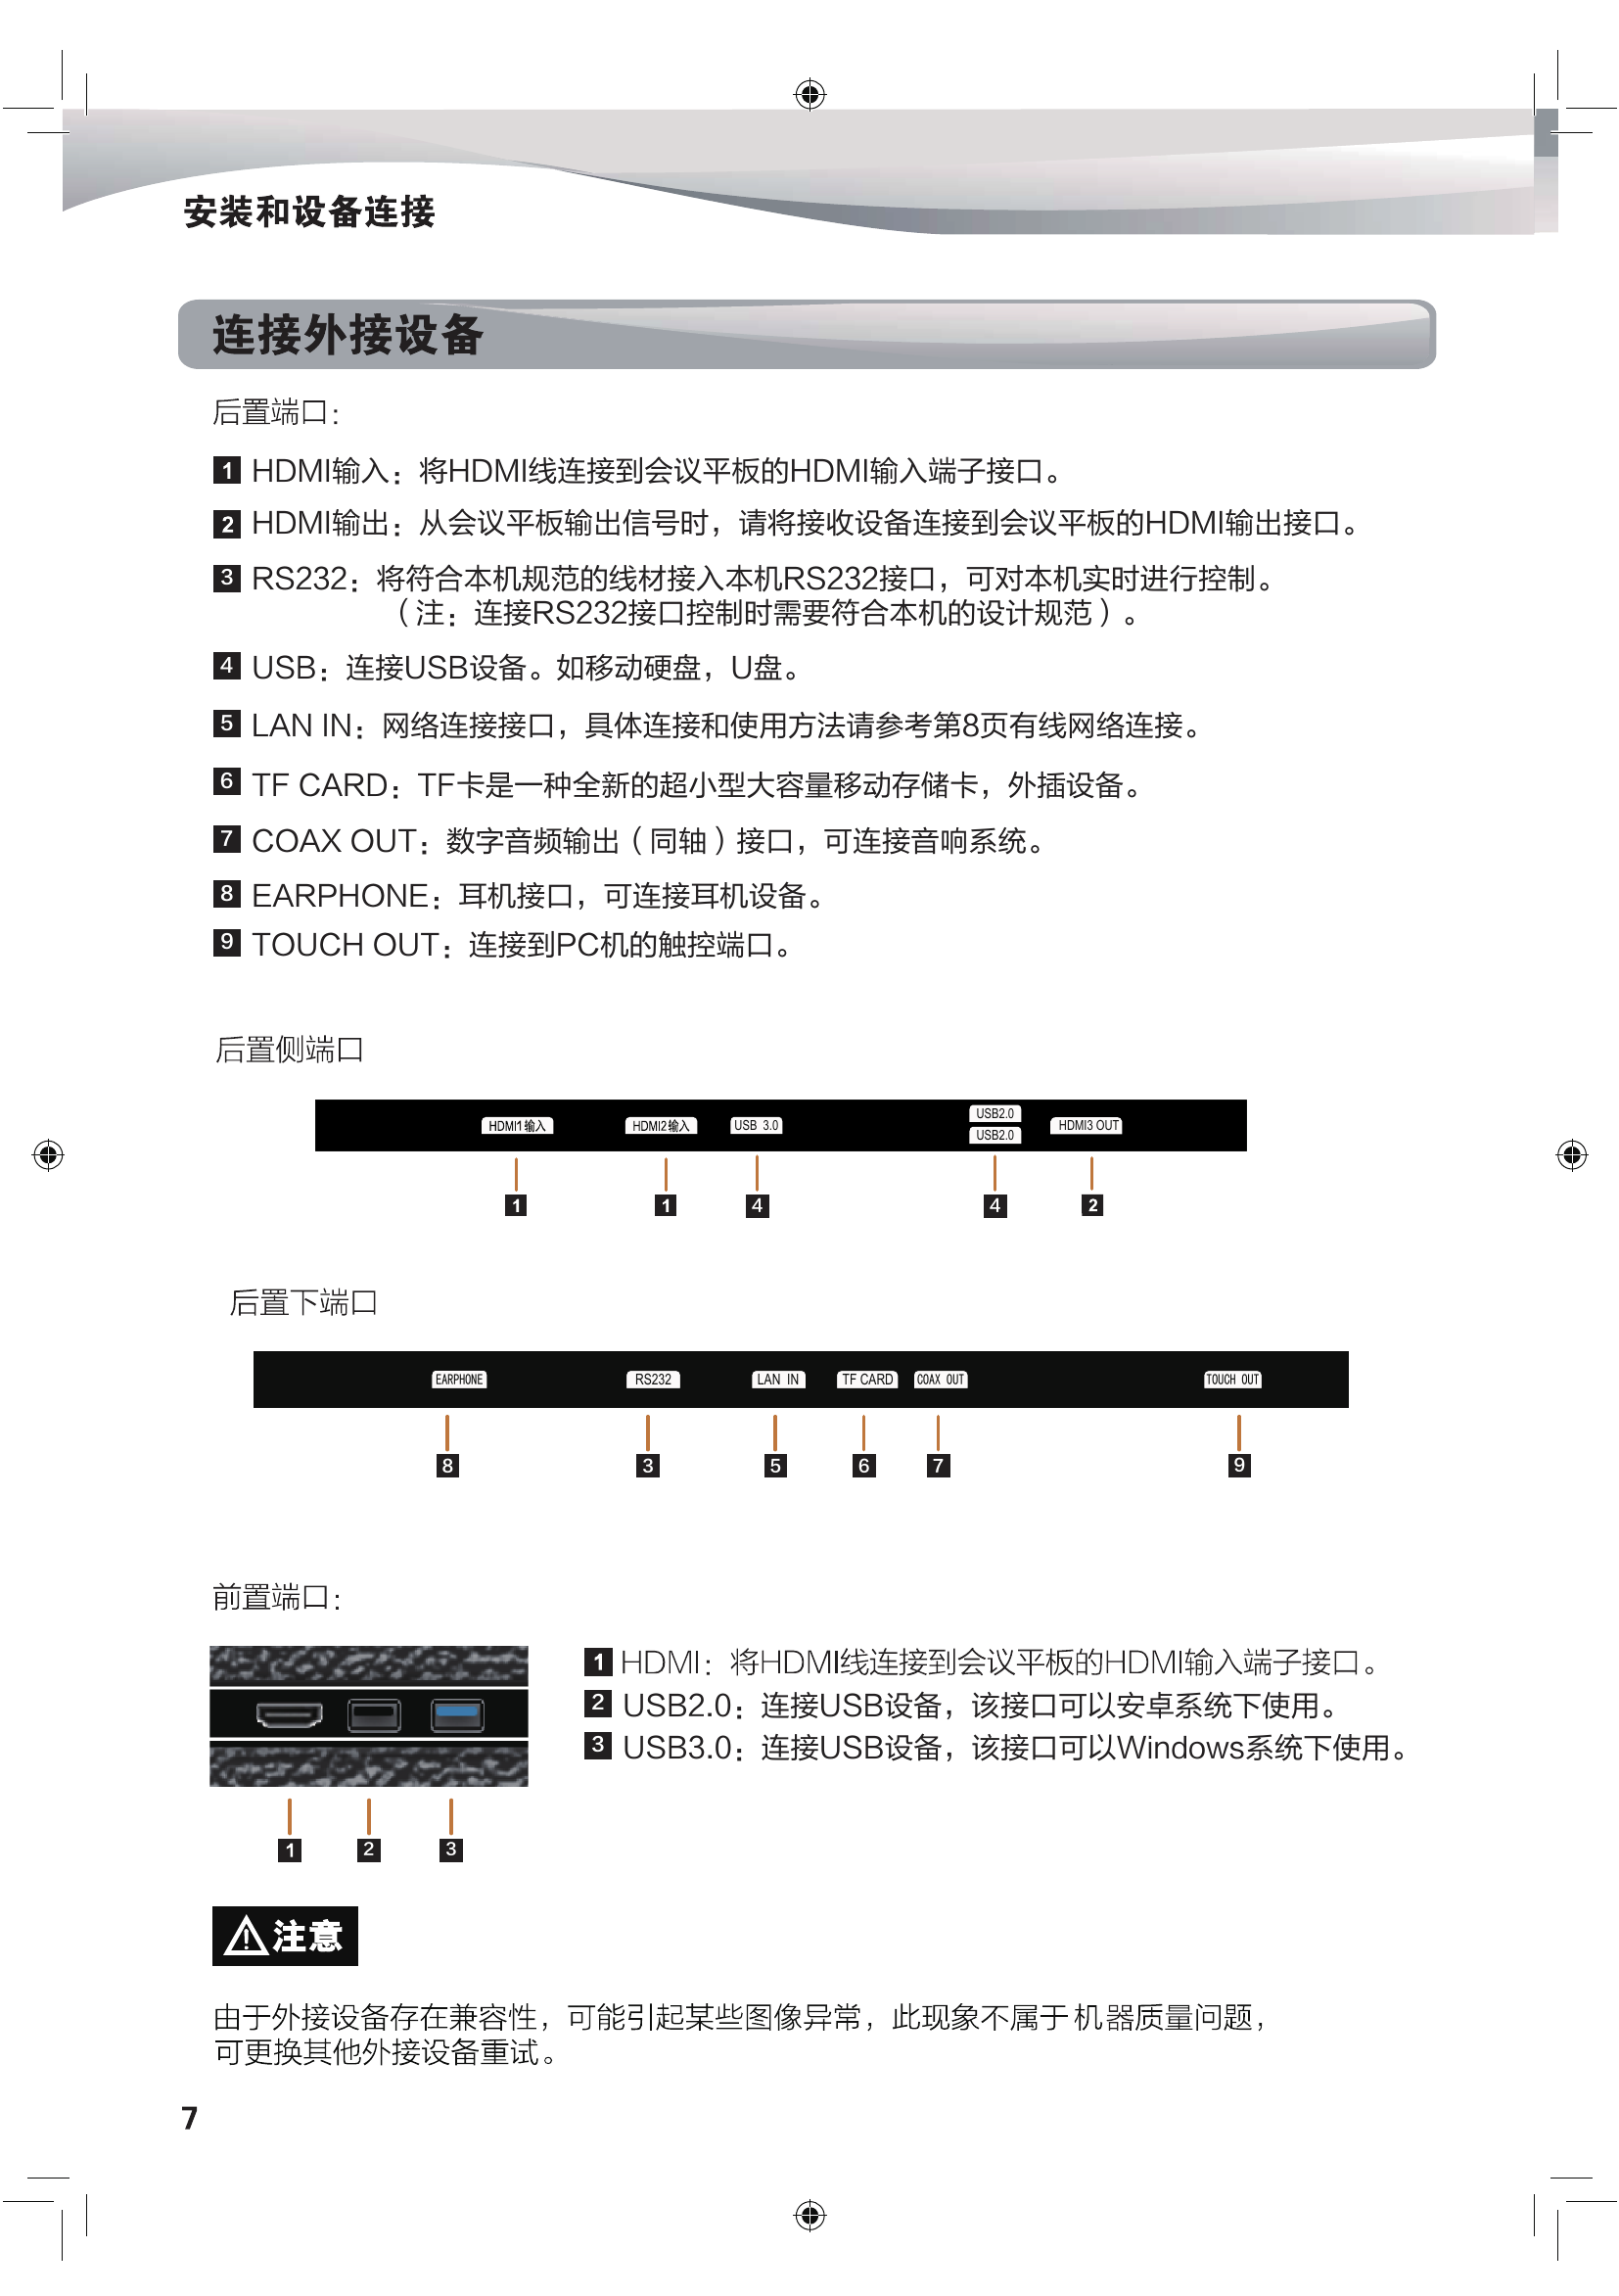 安装和设备连接
连接外接设备
后置端口:
1 HDMI输入：将HDMI线连接到会议平板的HDMI输入端子接口。
2 HDMI输出：从会议平板输出信号时，请将接收设备连接到会议平板的HDMI输出接口。
3 RS232：将符合本机规范的线材接入本机RS232接口，可对本机实时进行控制。
（注：连接RS232接口控制时需要符合本机的设计规范）。
4 USB：连接USB设备。如移动硬盘，U盘。
5 LAN IN：网络连接接口，具体连接和使用方法请参考第8页有线网络连接。
6 TF CARD：TF卡是一种全新的超小型大容量移动存储卡，外插设备。
7 COAX OUT：数字音频输出（同轴）接口，可连接音响系统。
8 EARPHONE：耳机接口，可连接耳机设备。
9 TOUCH OUT：连接到PC机的触控端口。
后置侧端口
HDMI1输入 HDMI2输入 USB 3.0 USB2.0 HDMI3 OUT
USB2.0
1 1 4 4 2
后置下端口
EARPHONE RS232 LAN IN TF CARD COAX OUT TOUCH OUT
8 3 5 6 7 9
前置端口:
1 HDMI：将HDMI线连接到会议平板的HDMI输入端子接口。
2 USB2.0：连接USB设备，该接口可以安卓系统下使用。
3 USB3.0：连接USB设备，该接口可以Windows系统下使用。
1 2 3
注意
由于外接设备存在兼容性，可能引起某些图像异常，此现象不属于机器质量问题，
可更换其他外接设备重试。
7